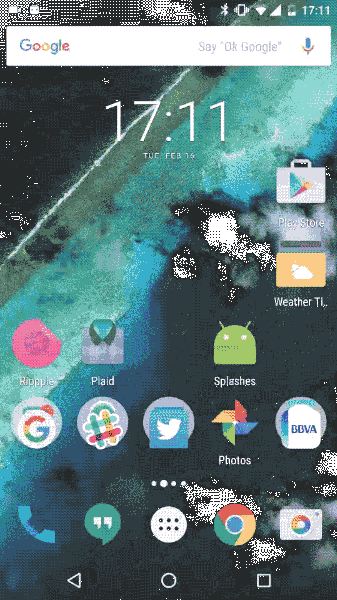 17:11
Google Say "Ok Google"
17:11
TUE, FEB 16
Play Store
Weather Ti..
Ripple Plaid Splashes
BBVA
Photos